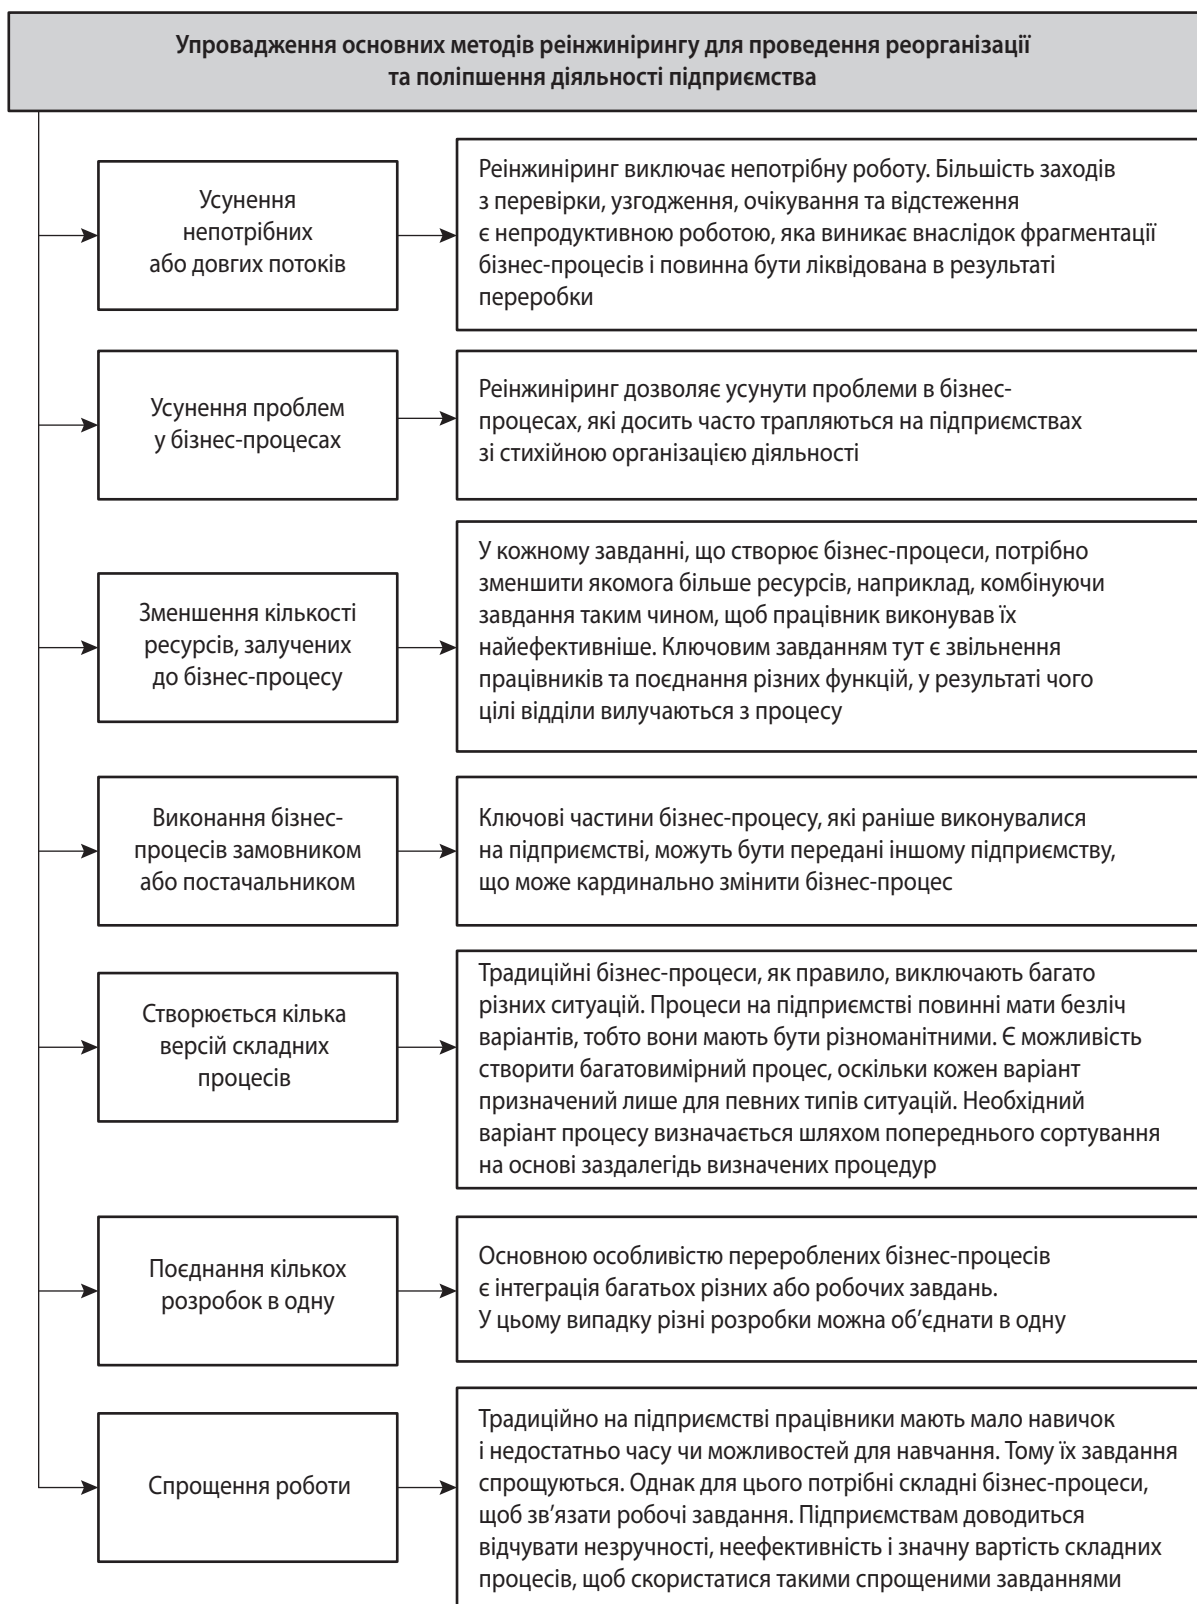 Упровадження основних методів реінжинірингу для проведення реорганізації
та поліпшення діяльності підприємства
Усунення
непотрібних
або довгих потоків
Реінжиніринг виключає непотрібну роботу. Більшість заходів
з перевірки, узгодження, очікування та відстеження
є непродуктивною роботою, яка виникає внаслідок фрагментації
бізнес-процесів і повинна бути ліквідована в результаті
переробки
Усунення проблем
у бізнес-процесах
Реінжиніринг дозволяє усунути проблеми в бізнес-
процесах, які досить часто трапляються на підприємствах
зі стихійною організацією діяльності
Зменшення кількості
ресурсів, залучених
до бізнес-процесу
У кожному завданні, що створює бізнес-процеси, потрібно
зменшити якомога більше ресурсів, наприклад, комбінуючи
завдання таким чином, щоб працівник виконував їх
найефективніше. Ключовим завданням тут є звільнення
працівників та поєднання різних функцій, у результаті чого
цілі відділи вилучаються з процесу
Виконання бізнес-
процесів замовником
або постачальником
Ключові частини бізнес-процесу, які раніше виконувалися
на підприємстві, можуть бути передані іншому підприємству,
що може кардинально змінити бізнес-процес
Створюється кілька
версій складних
процесів
Традиційні бізнес-процеси, як правило, виключають багато
різних ситуацій. Процеси на підприємстві повинні мати безліч
варіантів, тобто вони мають бути різноманітними. Є можливість
створити багатовимірний процес, оскільки кожен варіант
призначений лише для певних типів ситуацій. Необхідний
варіант процесу визначається шляхом попереднього сортування
на основі заздалегідь визначених процедур
Поєднання кількох
розробок в одну
Основною особливістю перероблених бізнес-процесів
є інтеграція багатьох різних або робочих завдань.
У цьому випадку різні розробки можна об’єднати в одну
Спрощення роботи
Традиційно на підприємстві працівники мають мало навичок
і недостатньо часу чи можливостей для навчання. Тому їх завдання
спрощуються. Однак для цього потрібні складні бізнес-процеси,
щоб зв’язати робочі завдання. Підприємствам доводиться
відчувати незручності, неефективність і значну вартість складних
процесів, щоб скористатися такими спрощеними завданнями